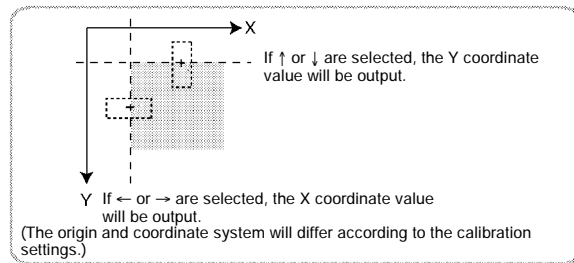 X
If ↑ or ↓ are selected, the Y coordinate
value will be output.
Y
If ← or → are selected, the X coordinate value
will be output.
(The origin and coordinate system will differ according to the calibration
settings.)